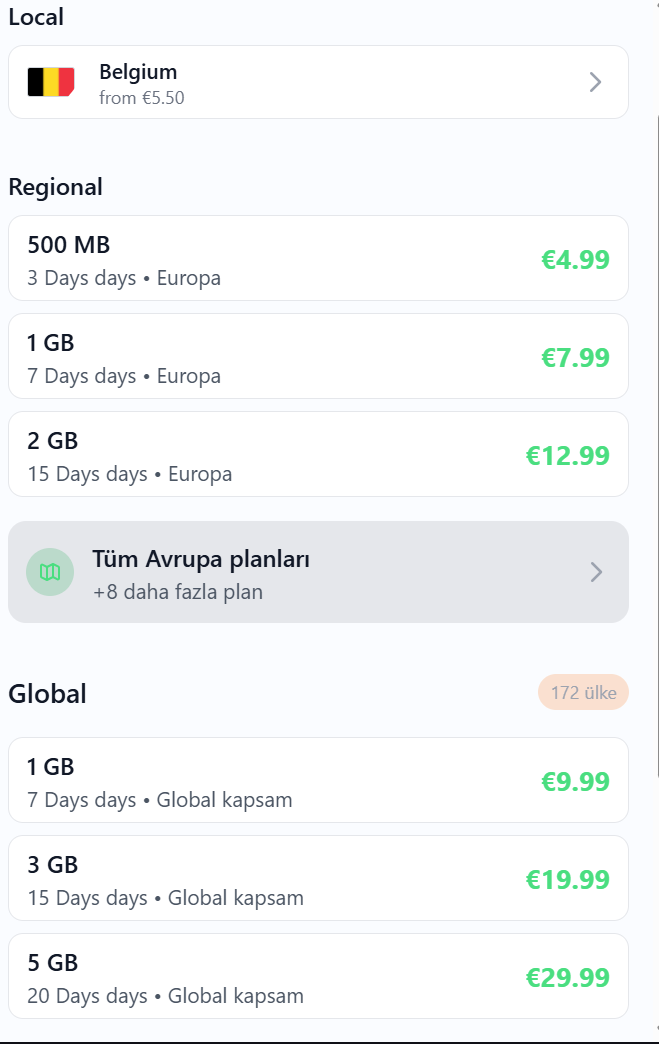 Local
Belgium
from €5.50
Regional
500 MB
€4.99
3 Days days • Europa
1 GB
€7.99
7 Days days • Europa
2 GB
€12.99
15 Days days • Europa
Tüm Avrupa planları
+8 daha fazla plan
Global
172 ülke
1 GB
€9.99
7 Days days • Global kapsam
3 GB
€19.99
15 Days days • Global kapsam
5 GB
€29.99
20 Days days • Global kapsam